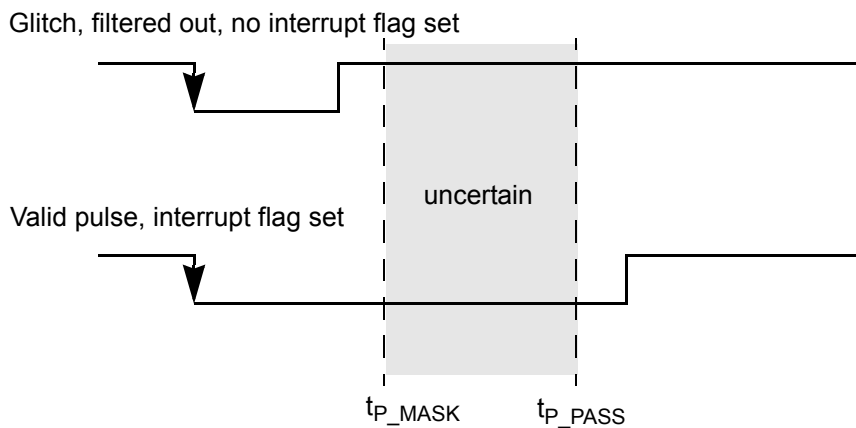 Glitch, filtered out, no interrupt flag set
uncertain
Valid pulse, interrupt flag set
tP_MASK
tP_PASS